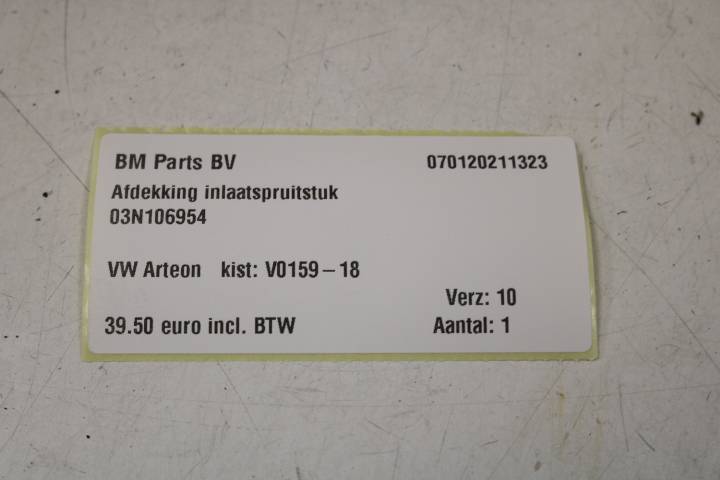 BM Parts BV 070120211323
Afdekking inlaatspruitstuk
03N106954
VW Arteon kist: V0159-18
Verz: 10
39.50 euro incl. BTW Aantal: 1